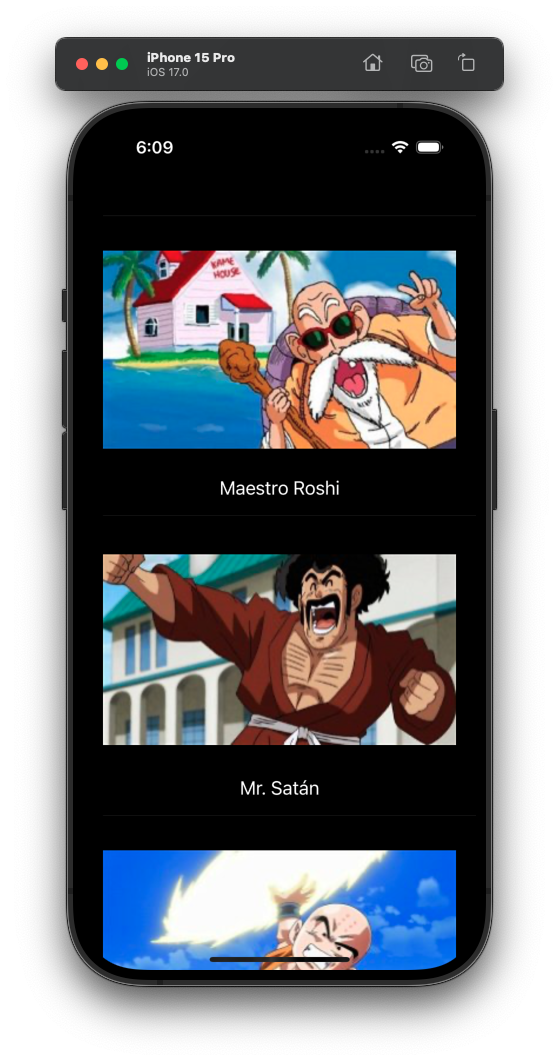 iPhone 15 Pro
iOS 17.0
6:09
KAME
HOUSE
Maestro Roshi
Mr. Satán